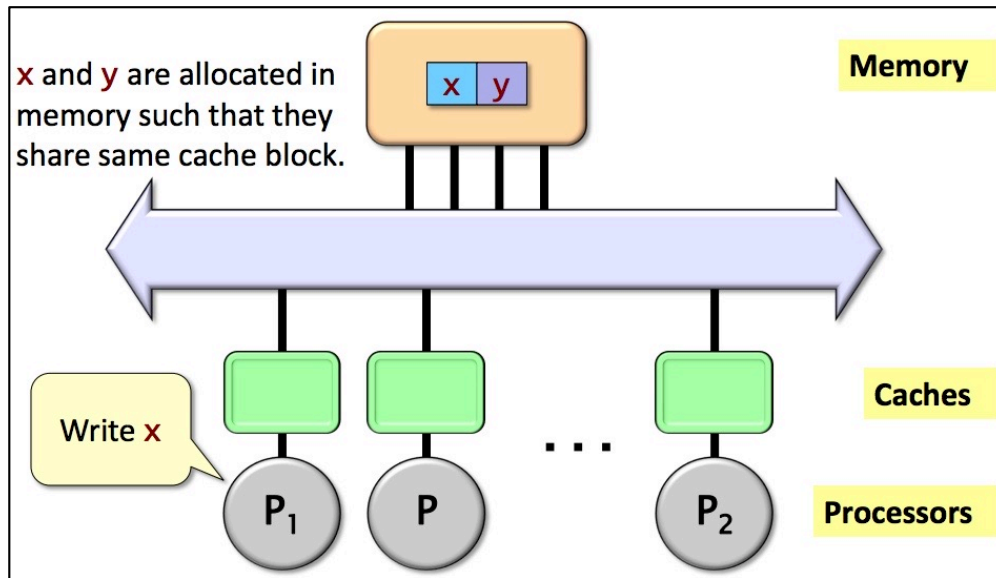 x and y are allocated in
memory such that they
share same cache block.
x y
Memory
Caches
Write x
...
P1 P P2
Processors